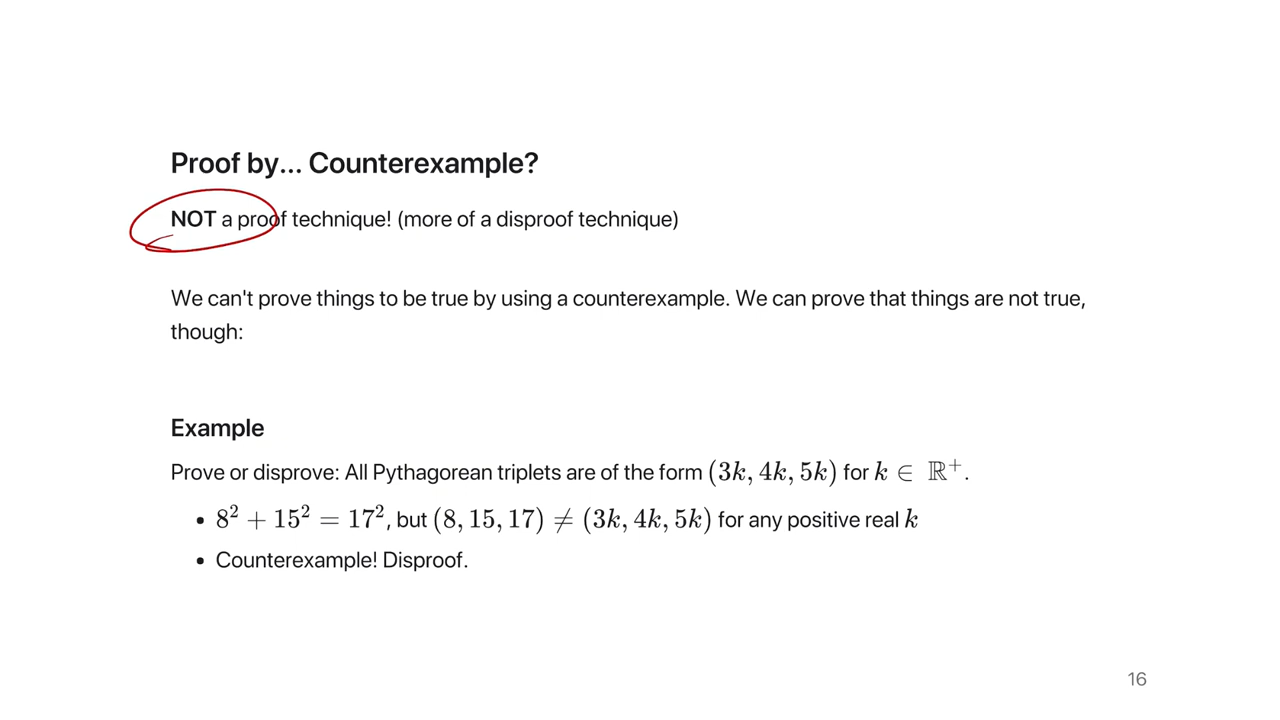 Proof by... Counterexample?
NOT a proof technique! (more of a disproof technique)
We can't prove things to be true by using a counterexample. We can prove that things are not true,
though:
Example
Prove or disprove: All Pythagorean triplets are of the form (3k, 4k, 5k) for k ∈ ℝ⁺.
• 8² + 15² = 17², but (8, 15, 17) ≠ (3k, 4k, 5k) for any positive real k
• Counterexample! Disproof.
16